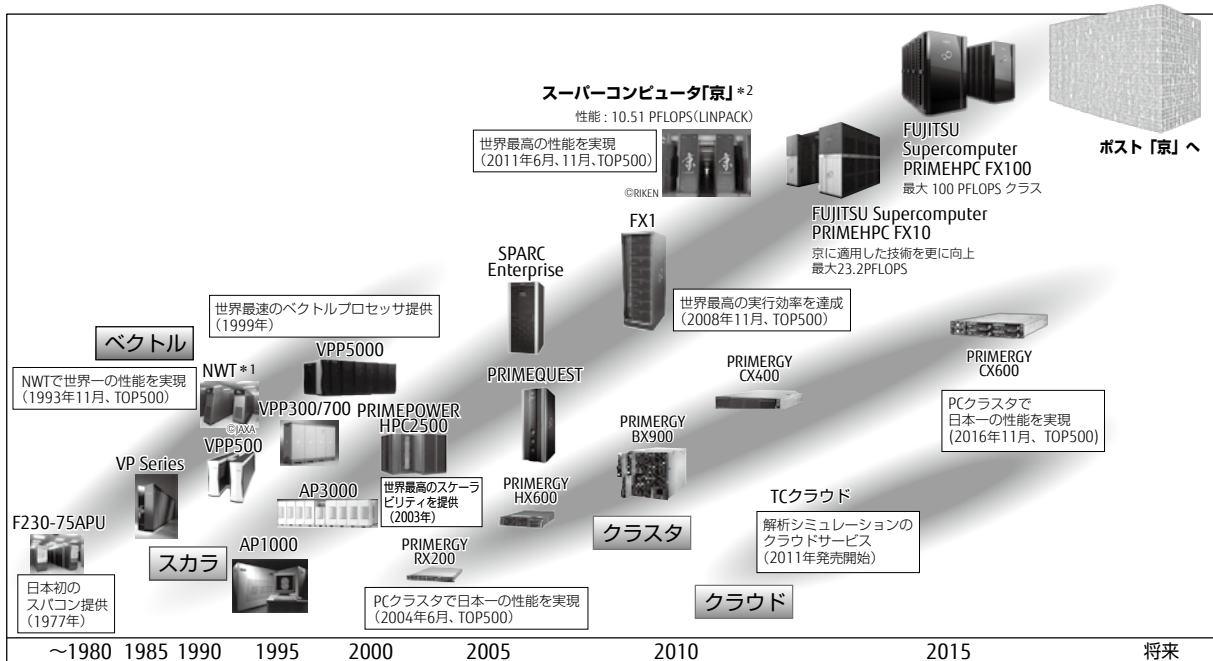 スーパーコンピュータ「京」*2
性能 : 10.51 PFLOPS(LINPACK)
世界最高の性能を実現
(2011年6月、11月、TOP500)
©RIKEN
京
京
FUJITSU
Supercomputer
PRIMEHPC FX100
最大 100 PFLOPS クラス
ポスト「京」へ
FUJITSU Supercomputer
PRIMEHPC FX10
京に適用した技術を更に向上
最大23.2PFLOPS
FX1
世界最高の実行効率を達成
(2008年11月、TOP500)
SPARC
Enterprise
世界最速のベクトルプロセッサ提供
(1999年)
ベクトル
NWT *1
©JAXA
NWTで世界一の性能を実現
(1993年11月、TOP500)
VPP5000
VPP300/700
PRIMEPOWER
HPC2500
世界最高のスケーラ
ビリティを提供
(2003年)
PRIMEQUEST
PRIMERGY
CX400
PRIMERGY
CX600
PCクラスタで
日本一の性能を実現
(2016年11月、TOP500)
VPP500
VP Series
AP3000
PRIMERGY
HX600
PRIMERGY
BX900
クラスタ
TCクラウド
解析シミュレーションの
クラウドサービス
(2011年発売開始)
クラウド
F230-75APU
日本初の
スパコン提供
(1977年)
スカラ
AP1000
PRIMERGY
RX200
PCクラスタで日本一の性能を実現
(2004年6月、TOP500)
～1980 1985 1990 1995 2000 2005 2010 2015 将来